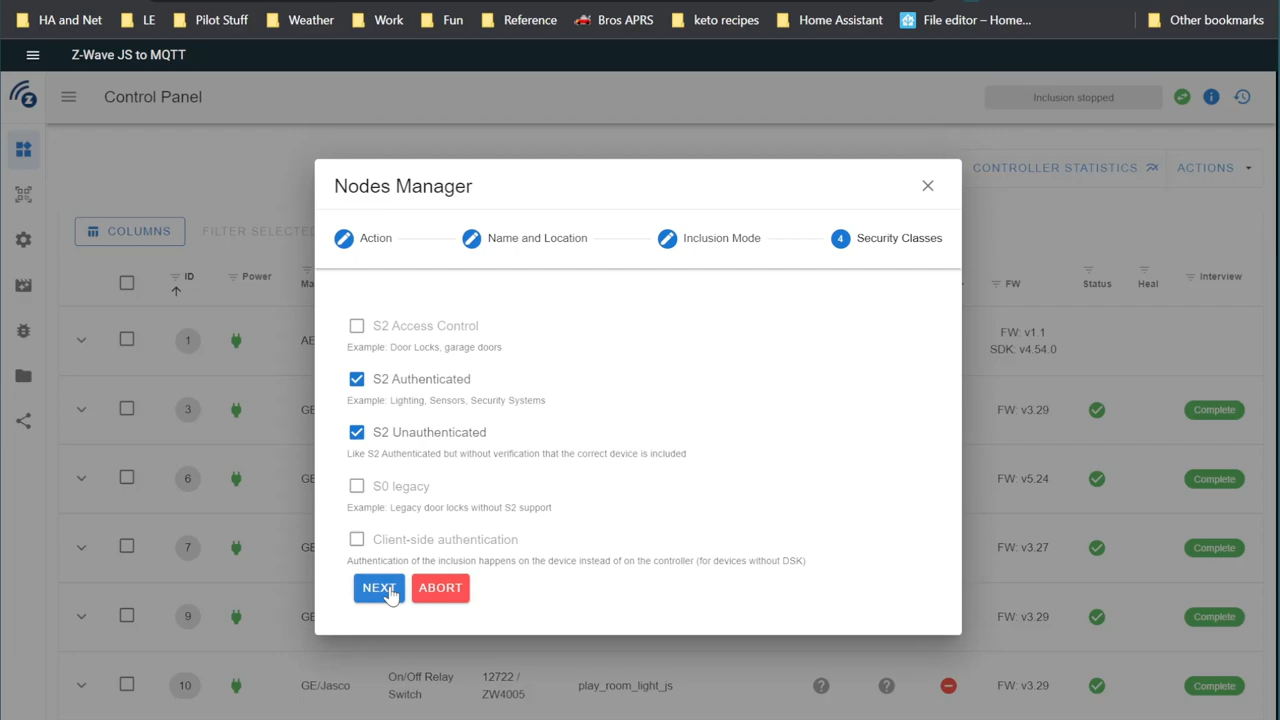 HA and Net LE Pilot Stuff Weather Work Fun Reference Bros APRS keto recipes Home Assistant File editor – Home... Other bookmarks
Z-Wave JS to MQTT
Control Panel Inclusion stopped
CONTROLLER STATISTICS ACTIONS
Nodes Manager
COLUMNS FILTER SELECTED
Action Name and Location Inclusion Mode 4 Security Classes
ID Power Ma FW Status Heal Interview
S2 Access Control
Example: Door Locks, garage doors
1 AE FW: v1.1
SDK: v4.54.0
S2 Authenticated
Example: Lighting, Sensors, Security Systems
3 GE FW: v3.29 Complete
S2 Unauthenticated
Like S2 Authenticated but without verification that the correct device is included
6 GE FW: v5.24 Complete
S0 legacy
Example: Legacy door locks without S2 support
7 GE FW: v3.27 Complete
Client-side authentication
Authentication of the inclusion happens on the device instead of on the controller (for devices without DSK)
NEXT ABORT
9 GE FW: v3.29 Complete
10 GE/Jasco On/Off Relay Switch 12722 / ZW4005 play_room_light_js FW: v3.29 Complete